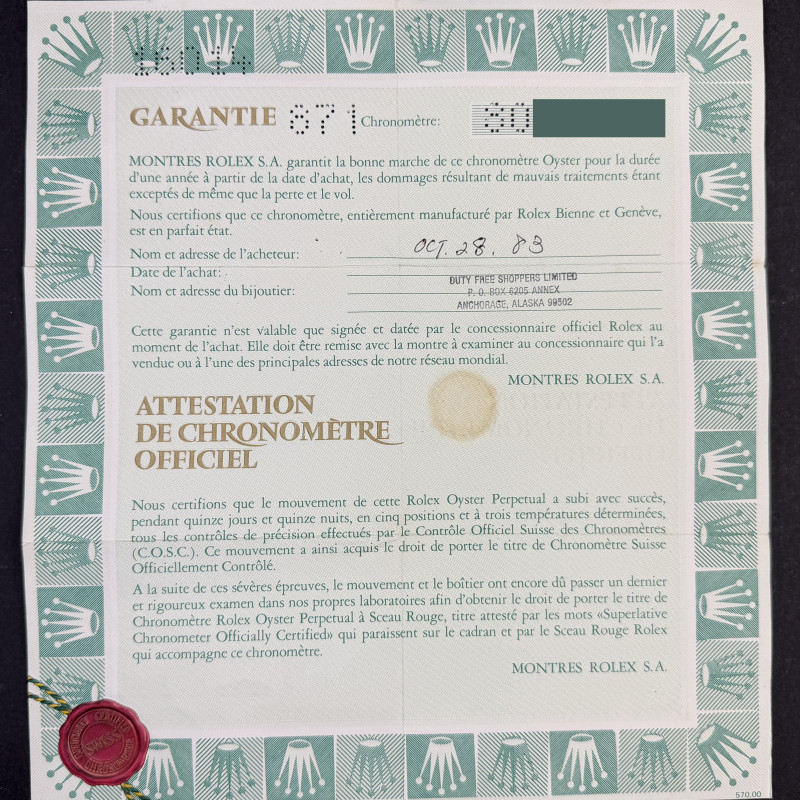 16014
GARANTIE 871 Chronomètre: 80
MONTRES ROLEX S.A. garantit la bonne marche de ce chronomètre Oyster pour la durée
d'une année à partir de la date d'achat, les dommages résultant de mauvais traitements étant
exceptés de même que la perte et le vol.
Nous certifions que ce chronomètre, entièrement manufacturé par Rolex Bienne et Genève,
est en parfait état.
Nom et adresse de l'acheteur: OCT. 28. 83
Date de l'achat:
DUTY FREE SHOPPERS LIMITED
Nom et adresse du bijoutier: P. O. BOX 6205 ANNEX
ANCHORAGE, ALASKA 99502
Cette garantie n'est valable que signée et datée par le concessionnaire officiel Rolex au
moment de l'achat. Elle doit être remise avec la montre à examiner au concessionnaire qui l'a
vendue ou à l'une des principales adresses de notre réseau mondial.
MONTRES ROLEX S.A.
ATTESTATION
DE CHRONOMÈTRE
OFFICIEL
Nous certifions que le mouvement de cette Rolex Oyster Perpetual a subi avec succès,
pendant quinze jours et quinze nuits, en cinq positions et à trois températures déterminées,
tous les contrôles de précision effectués par le Contrôle Officiel Suisse des Chronomètres
(C.O.S.C.). Ce mouvement a ainsi acquis le droit de porter le titre de Chronomètre Suisse
Officiellement Contrôlé.
A la suite de ces sévères épreuves, le mouvement et le boîtier ont encore dû passer un dernier
et rigoureux examen dans nos propres laboratoires afin d'obtenir le droit de porter le titre de
Chronomètre Rolex Oyster Perpetual à Sceau Rouge, titre attesté par les mots «Superlative
Chronometer Officially Certified» qui paraissent sur le cadran et par le Sceau Rouge Rolex
qui accompagne ce chronomètre.
MONTRES ROLEX S.A.
SWISS
570.00